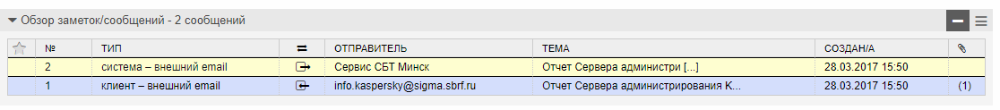 Обзор заметок/сообщений - 2 сообщений
№ ТИП ОТПРАВИТЕЛЬ ТЕМА СОЗДАН/А
2 система – внешний email Сервис СБТ Минск Отчет Сервера администри [...] 28.03.2017 15:50
1 клиент – внешний email info.kaspersky@sigma.sbrf.ru Отчет Сервера администрирования K... 28.03.2017 15:50 (1)